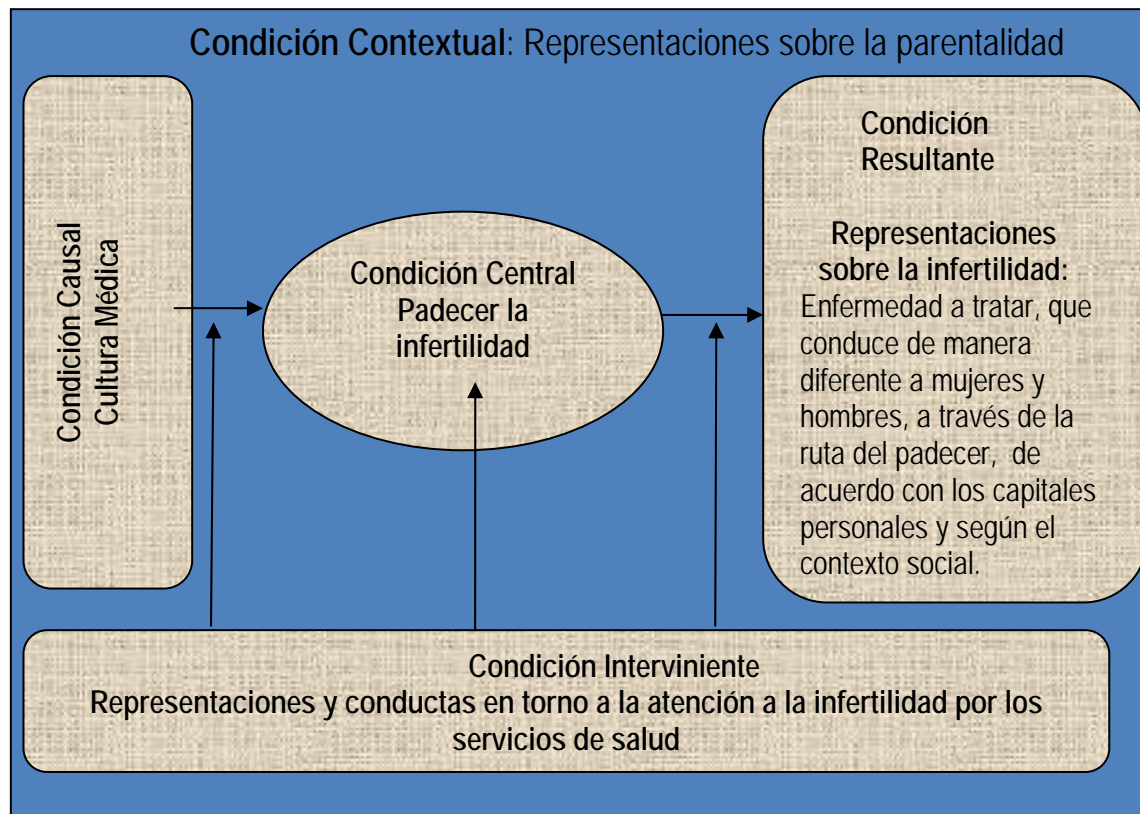 Condición Contextual: Representaciones sobre la parentalidad
Condición Causal
Cultura Médica
Condición Central
Padecer la
infertilidad
Condición
Resultante
Representaciones
sobre la infertilidad:
Enfermedad a tratar, que
conduce de manera
diferente a mujeres y
hombres, a través de la
ruta del padecer, de
acuerdo con los capitales
personales y según el
contexto social.
Condición Interviniente
Representaciones y conductas en torno a la atención a la infertilidad por los
servicios de salud